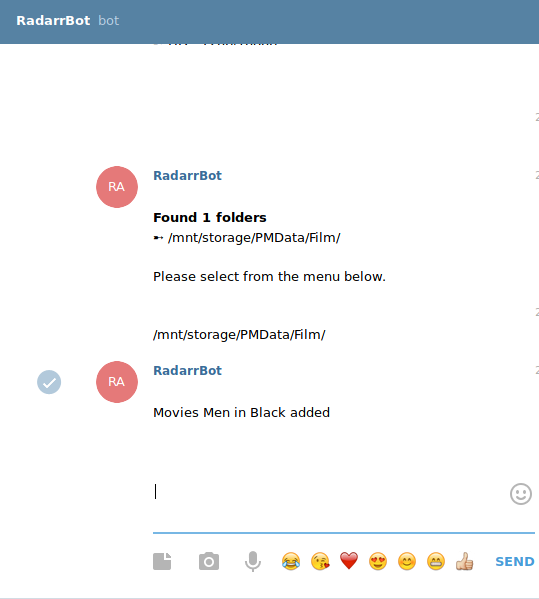 RadarrBot bot
RA
RadarrBot
Found 1 folders
➸ /mnt/storage/PMData/Film/
Please select from the menu below.
/mnt/storage/PMData/Film/
RA
RadarrBot
Movies Men in Black added
SEND